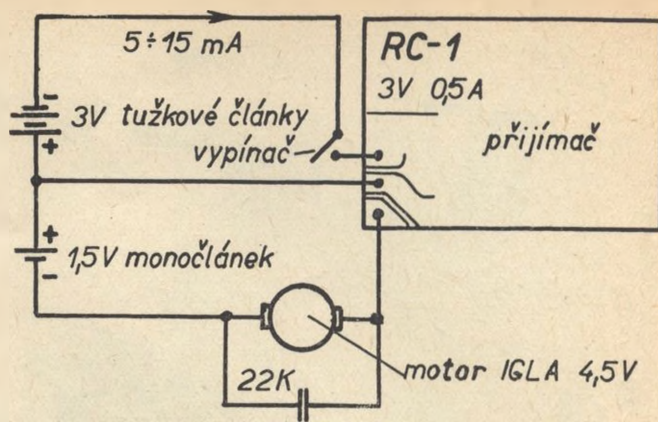 5÷15 mA
RC-1
3V 0,5A
přijímač
-
3V tužkové články
+
vypínač
+
1,5V monočlánek
-
22K
motor IGLA 4,5V